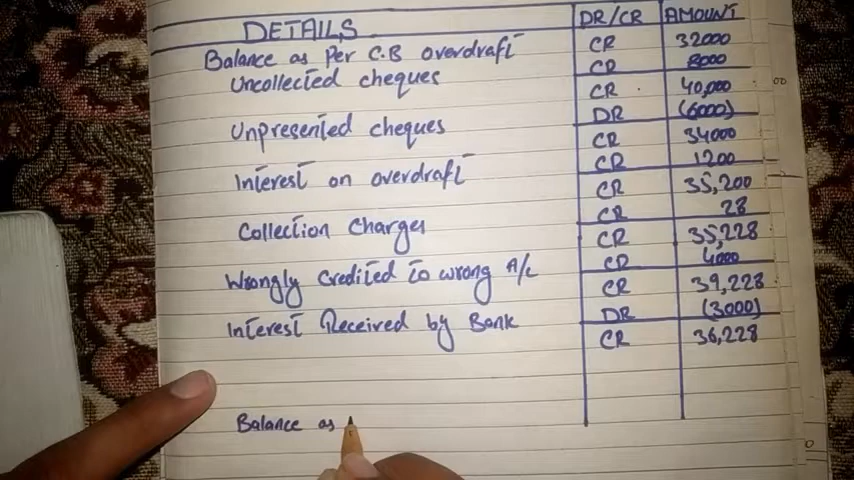 DETAILS DR/CR AMOUNT
Balance as Per C.B overdraft CR 32000
Uncollected cheques CR 8000
CR 40,000
Unpresented cheques DR (6000)
CR 34000
Interest on overdraft CR 1200
CR 35,200
Collection Charges CR 28
CR 35,228
Wrongly Credited to wrong A/c CR 4000
CR 39,228
Interest Received by Bank DR (3000)
CR 36,228
Balance as